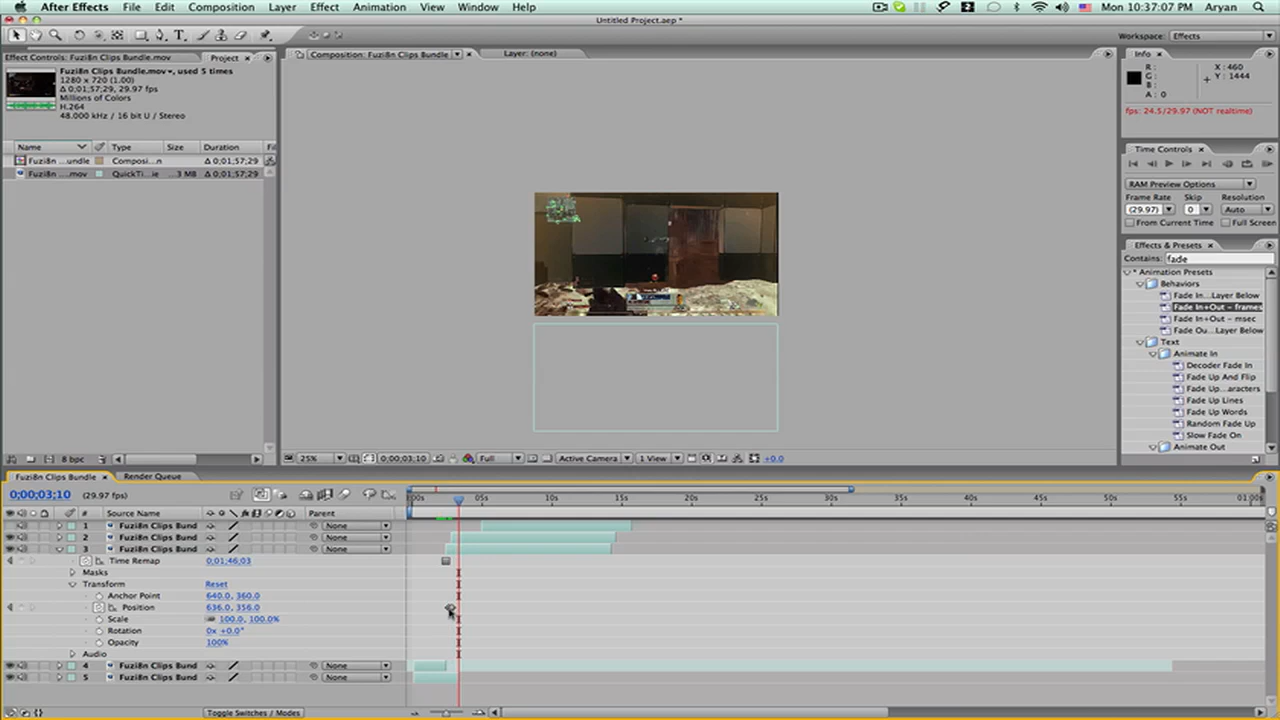 After Effects File Edit Composition Layer Effect Animation View Window Help Mon 10:37:07 PM Aryan
Untitled Project.aep *
Workspace: Effects
Effect Controls: Fuzi8n Clips Bundle.mov Project
Fuzi8n Clips Bundle.mov, used 5 times
1280 x 720 (1.00)
Δ 0;01;57;29, 29.97 fps
Millions of Colors
H.264
48.000 kHz / 16 bit U / Stereo
Name Type Size Duration Fil
Fuzi8n ...undle Composi...n Δ 0;01;57;29
Fuzi8n ....mov QuickTi...ie ...3 MB Δ 0;01;57;29
8 bpc
Composition: Fuzi8n Clips Bundle Layer: (none)
25% 0;00;03;10 Full Active Camera 1 View +0.0
Info
R: X: 460
G: Y: 1444
B:
A: 0
fps: 24.5/29.97 (NOT realtime)
Time Controls
RAM Preview Options
Frame Rate Skip Resolution
(29.97) 0 Auto
From Current Time Full Screen
Effects & Presets
Contains: fade
* Animation Presets
Behaviors
Fade In...Layer Below
Fade In+Out - frames
Fade In+Out - msec
Fade Ou...Layer Below
Text
Animate In
Decoder Fade In
Fade Up And Flip
Fade Up...aracters
Fade Up Lines
Fade Up Words
Random Fade Up
Slow Fade On
Animate Out
Fuzi8n Clips Bundle Render Queue
0;00;03;10 (29.97 fps)
:00s 05s 10s 15s 20s 25s 30s 35s 40s 45s 50s 55s 01:00s
# Source Name Parent
1 Fuzi8n Clips Bund None
2 Fuzi8n Clips Bund None
3 Fuzi8n Clips Bund None
Time Remap 0;01;46;03
Masks
Transform Reset
Anchor Point 640.0, 360.0
Position 636.0, 356.0
Scale 100.0, 100.0%
Rotation 0x +0.0°
Opacity 100%
Audio
4 Fuzi8n Clips Bund None
5 Fuzi8n Clips Bund None
Toggle Switches / Modes